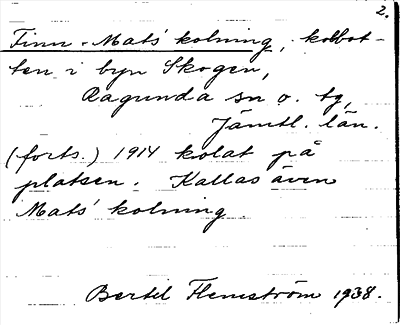 2.
Finn-Mats' kolning, kolbot-
ten i byn Skogen,
Ragunda sn o. tg,
Jämtl. län.
(forts.) 1914 kolat på
platsen. Kallas även
Mats' kolning.
Bertil Flemström 1938.